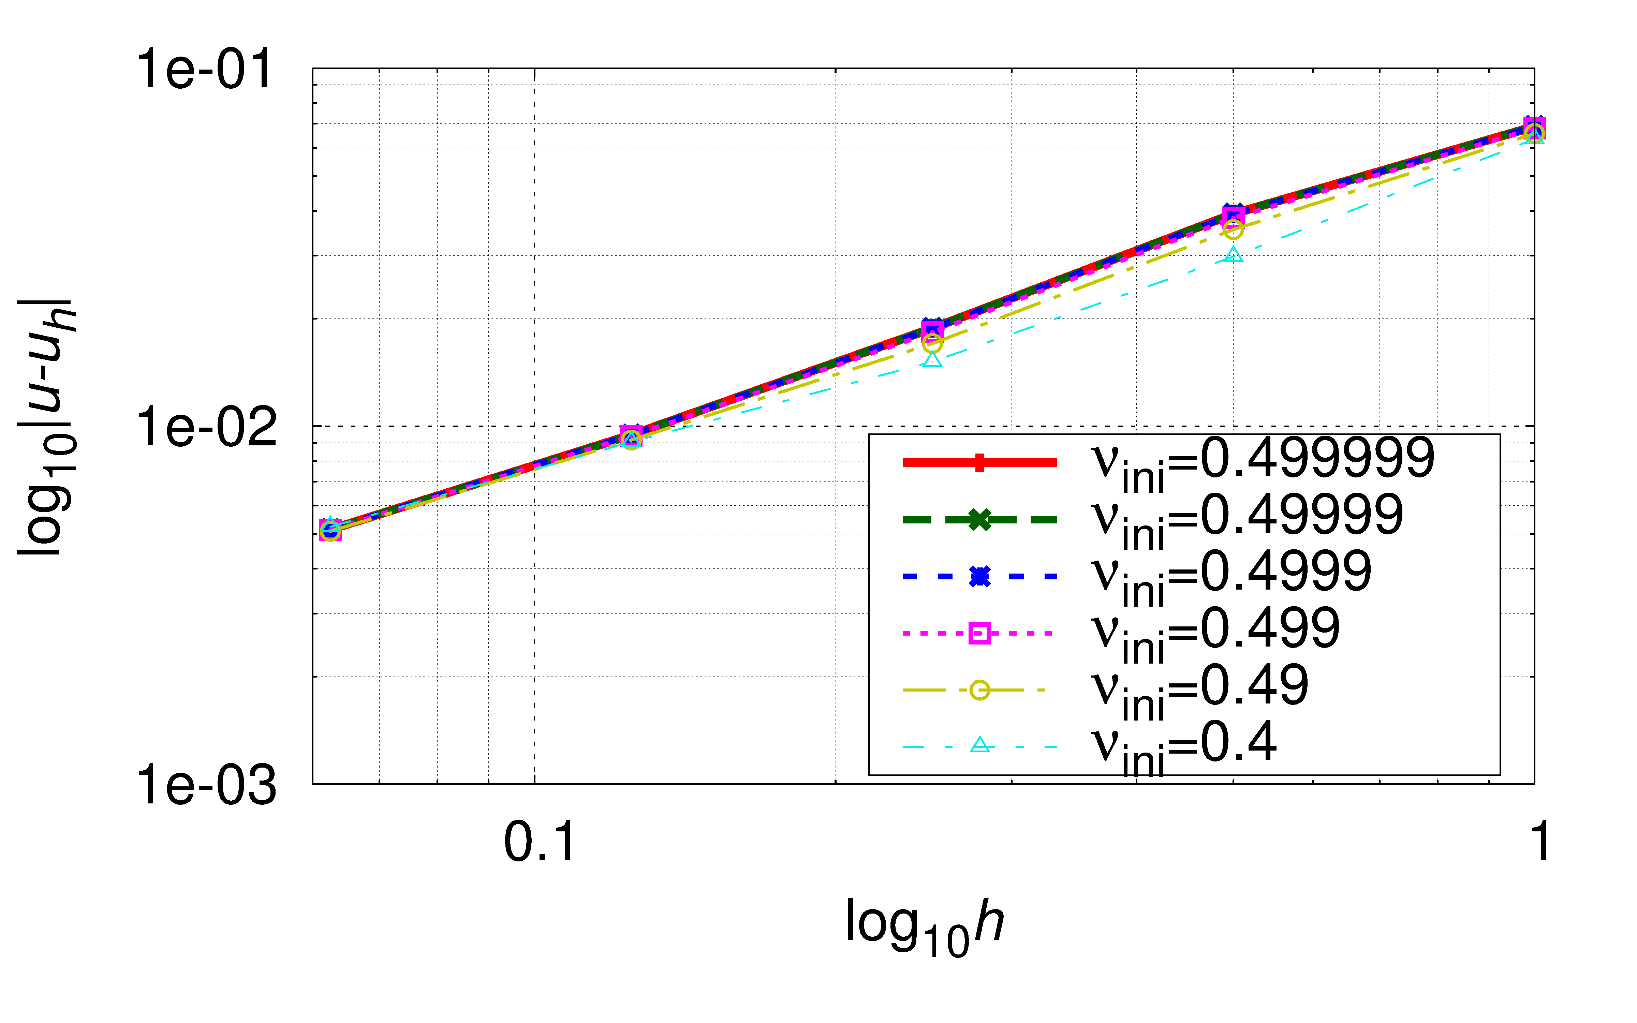 1e-01
1e-02
1e-03
log10|u-uh|
νini=0.499999
νini=0.49999
νini=0.4999
νini=0.499
νini=0.49
νini=0.4
0.1
1
log10h